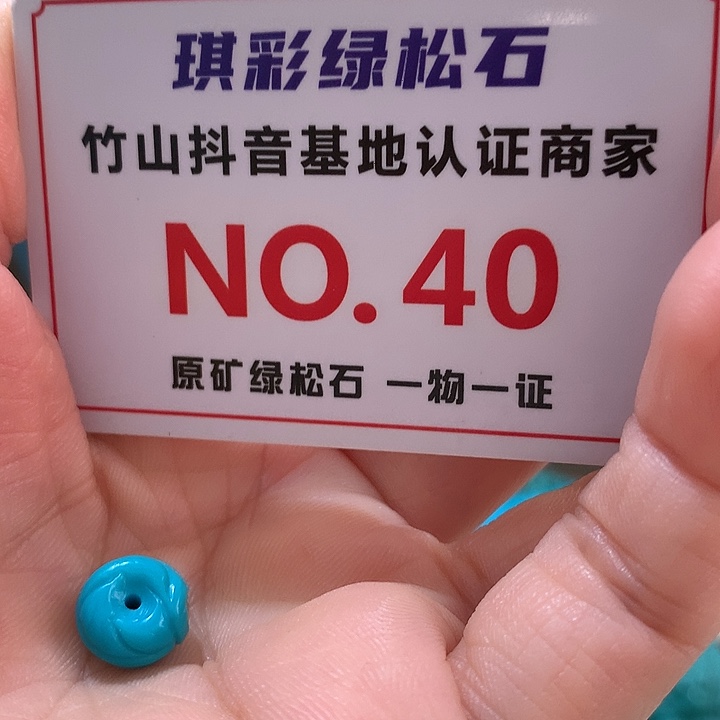 琪彩绿松石
竹山抖音基地认证商家
NO.40
原矿绿松石 一物一证